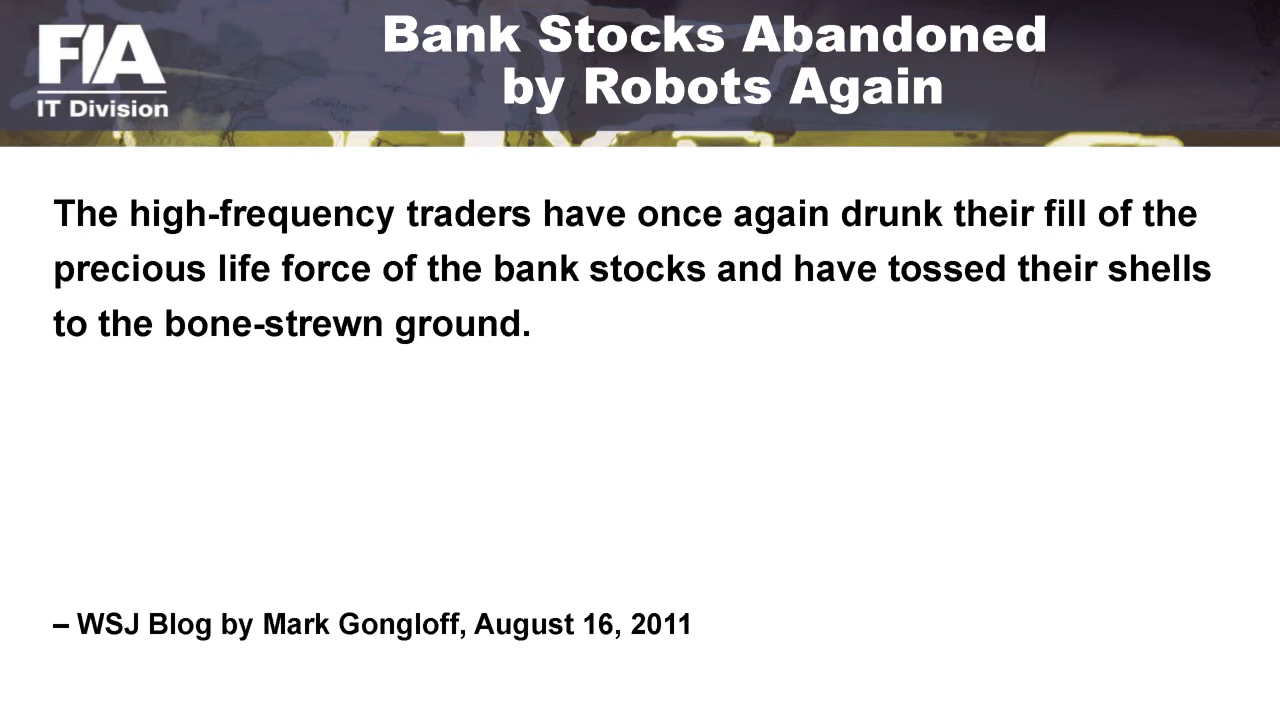 FIA
IT Division
Bank Stocks Abandoned
by Robots Again
The high-frequency traders have once again drunk their fill of the
precious life force of the bank stocks and have tossed their shells
to the bone-strewn ground.
– WSJ Blog by Mark Gongloff, August 16, 2011